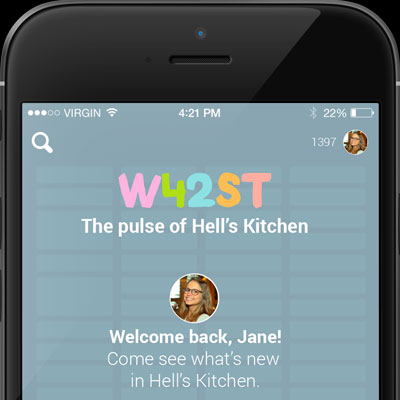 VIRGIN 4:21 PM 22%
1397
W42ST
The pulse of Hell's Kitchen
Welcome back, Jane!
Come see what's new
in Hell's Kitchen.